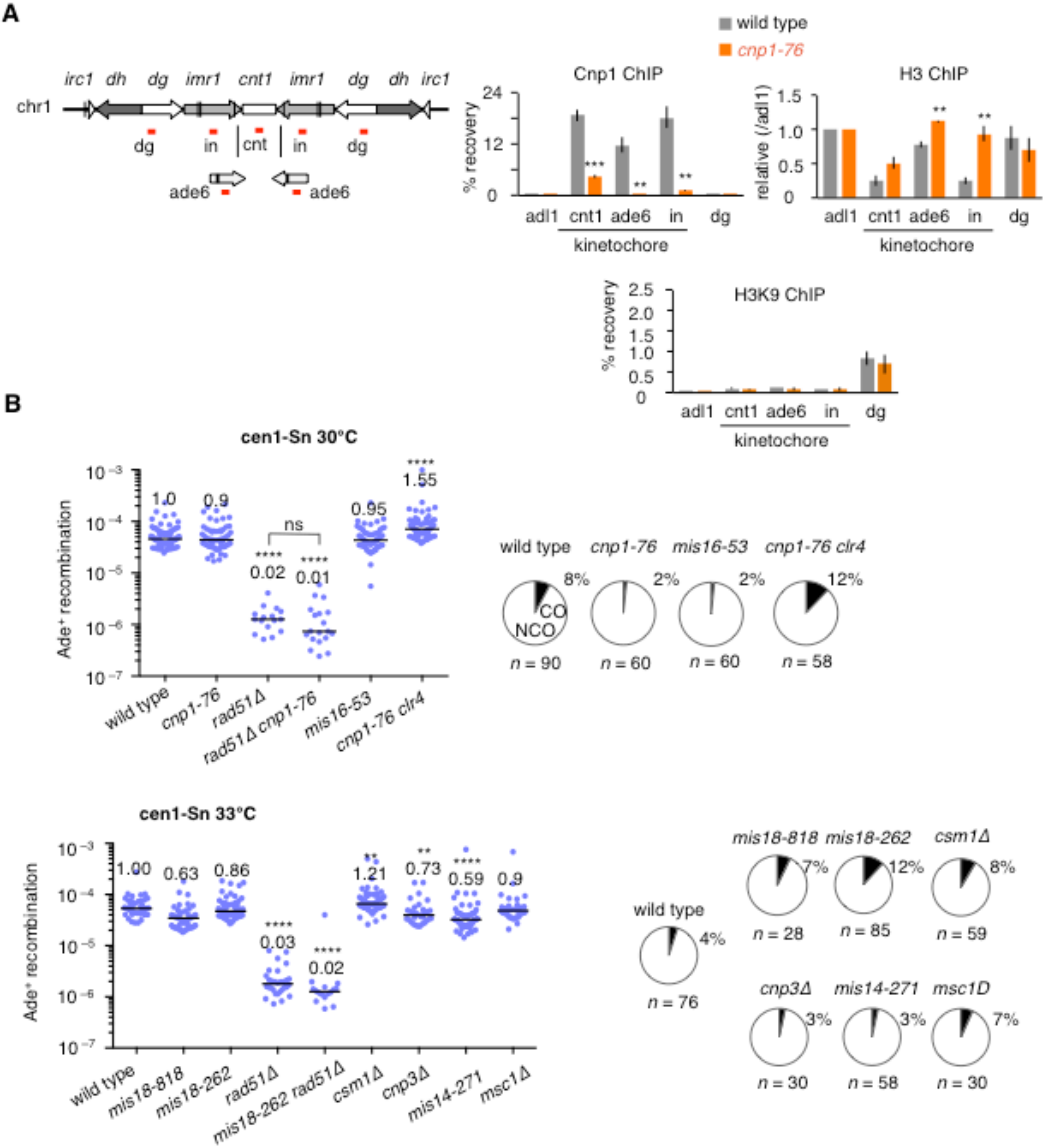 A
wild type
cnp1-76
irc1 dh dg imr1 cnt1 imr1 dg dh irc1
chr1
dg in cnt in dg
ade6 ade6
Cnp1 ChIP
% recovery
24
12
0
*** ** **
adl1 cnt1 ade6 in dg
kinetochore
H3 ChIP
relative (/adl1)
1.5
1.0
0.5
0
** **
adl1 cnt1 ade6 in dg
kinetochore
H3K9 ChIP
% recovery
2.5
2.0
1.5
1.0
0.5
0
adl1 cnt1 ade6 in dg
kinetochore
B
cen1-Sn 30°C
Ade⁺ recombination
10⁻³
10⁻⁴
10⁻⁵
10⁻⁶
10⁻⁷
1.0
0.9
ns
****
0.02
****
0.01
0.95
****
1.55
wild type
cnp1-76
rad51Δ
rad51Δ cnp1-76
mis16-53
cnp1-76 clr4
wild type cnp1-76 mis16-53 cnp1-76 clr4
8% 2% 2% 12%
CO
NCO
n = 90 n = 60 n = 60 n = 58
cen1-Sn 33°C
Ade⁺ recombination
10⁻³
10⁻⁴
10⁻⁵
10⁻⁶
10⁻⁷
1.00
0.63
0.86
****
0.03
****
0.02
**
1.21
**
0.73
****
0.59
0.9
wild type
mis18-818
mis18-262
rad51Δ
mis18-262 rad51Δ
csm1Δ
cnp3Δ
mis14-271
msc1Δ
wild type
4%
n = 76
mis18-818 mis18-262 csm1Δ
7% 12% 8%
n = 28 n = 85 n = 59
cnp3Δ mis14-271 msc1D
3% 3% 7%
n = 30 n = 58 n = 30